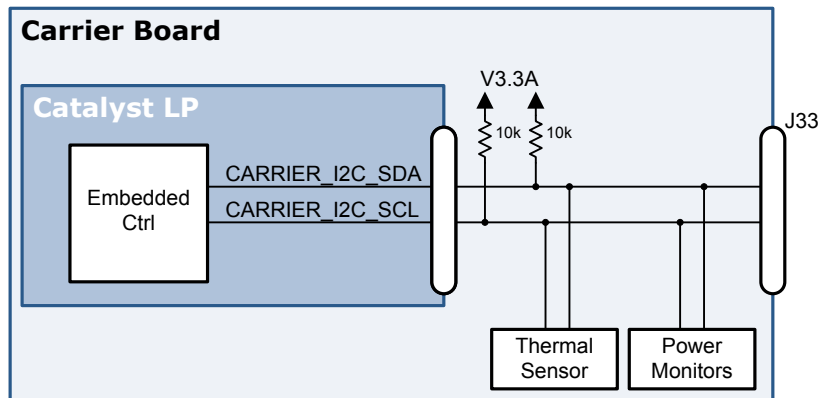 Carrier Board
Catalyst LP
V3.3A
10k
10k
J33
Embedded
Ctrl
CARRIER_I2C_SDA
CARRIER_I2C_SCL
Thermal
Sensor
Power
Monitors